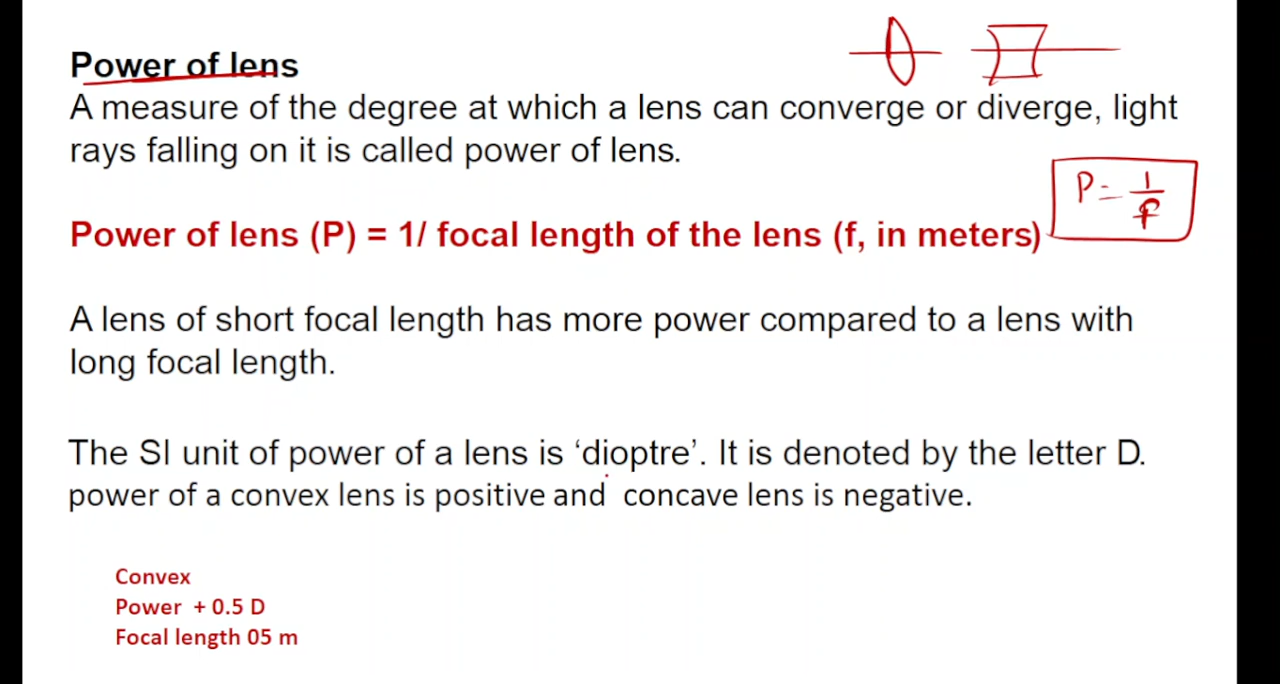 Power of lens
A measure of the degree at which a lens can converge or diverge, light
rays falling on it is called power of lens.
P = 1/f
Power of lens (P) = 1/ focal length of the lens (f, in meters)
A lens of short focal length has more power compared to a lens with
long focal length.
The SI unit of power of a lens is ‘dioptre’. It is denoted by the letter D.
power of a convex lens is positive and concave lens is negative.
Convex
Power + 0.5 D
Focal length 05 m